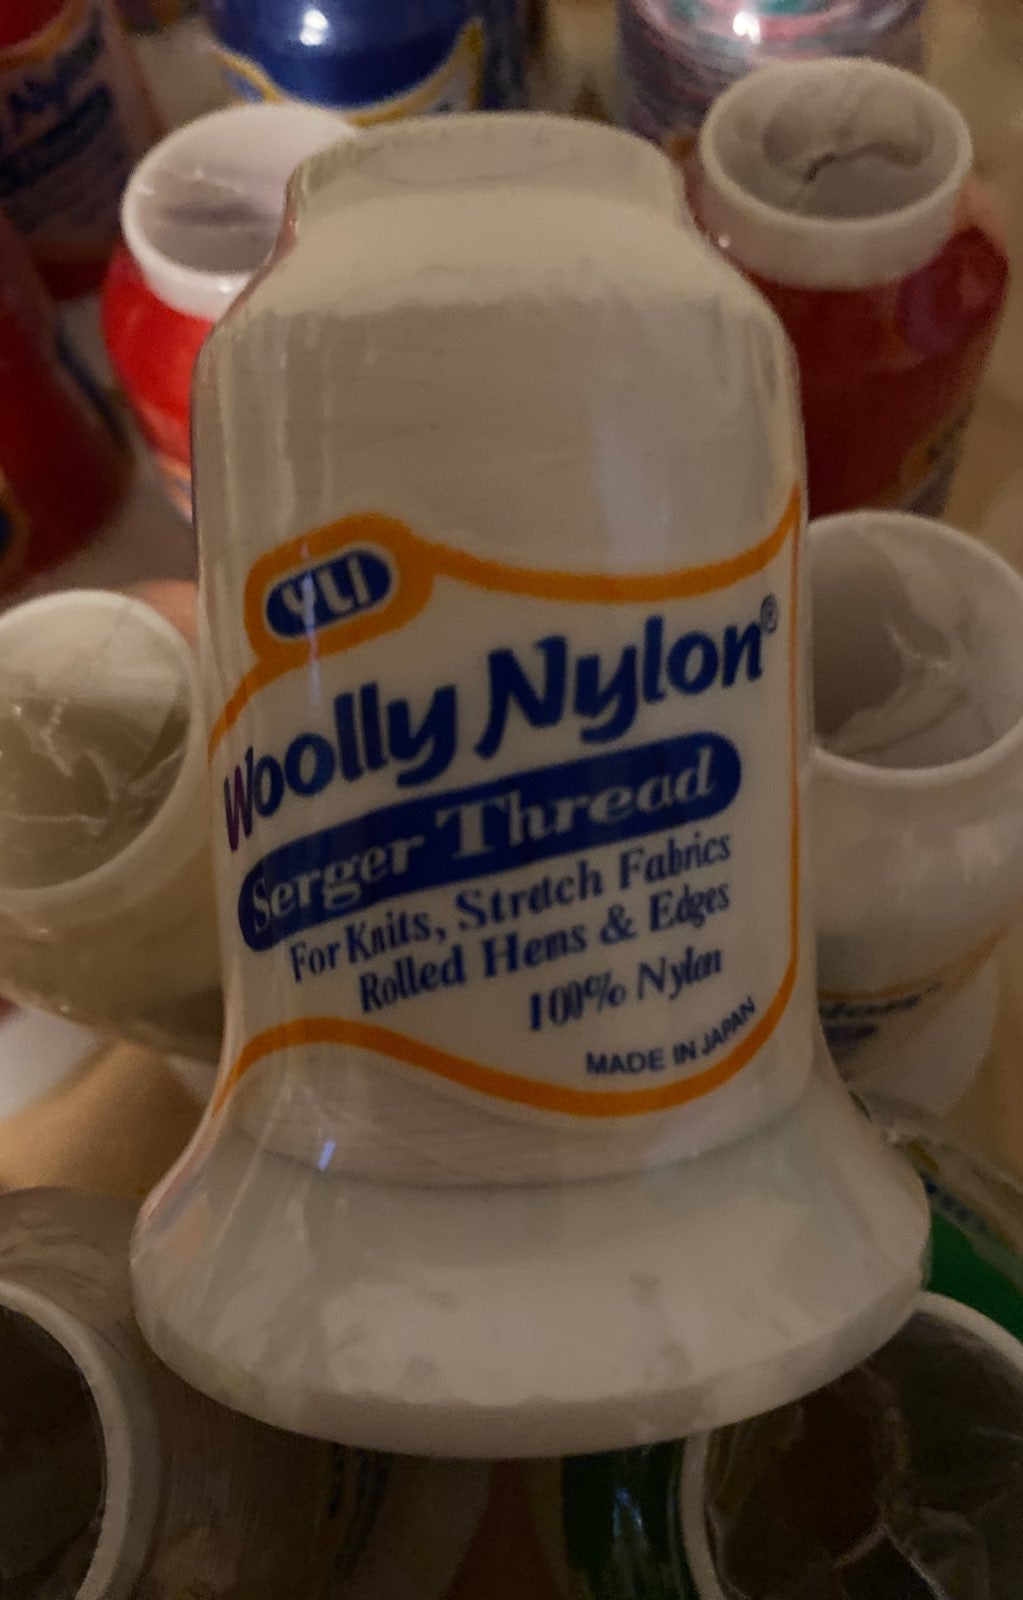 YLI
Woolly Nylon®
Serger Thread
For Knits, Stretch Fabrics
Rolled Hems & Edges
100% Nylon
MADE IN JAPAN